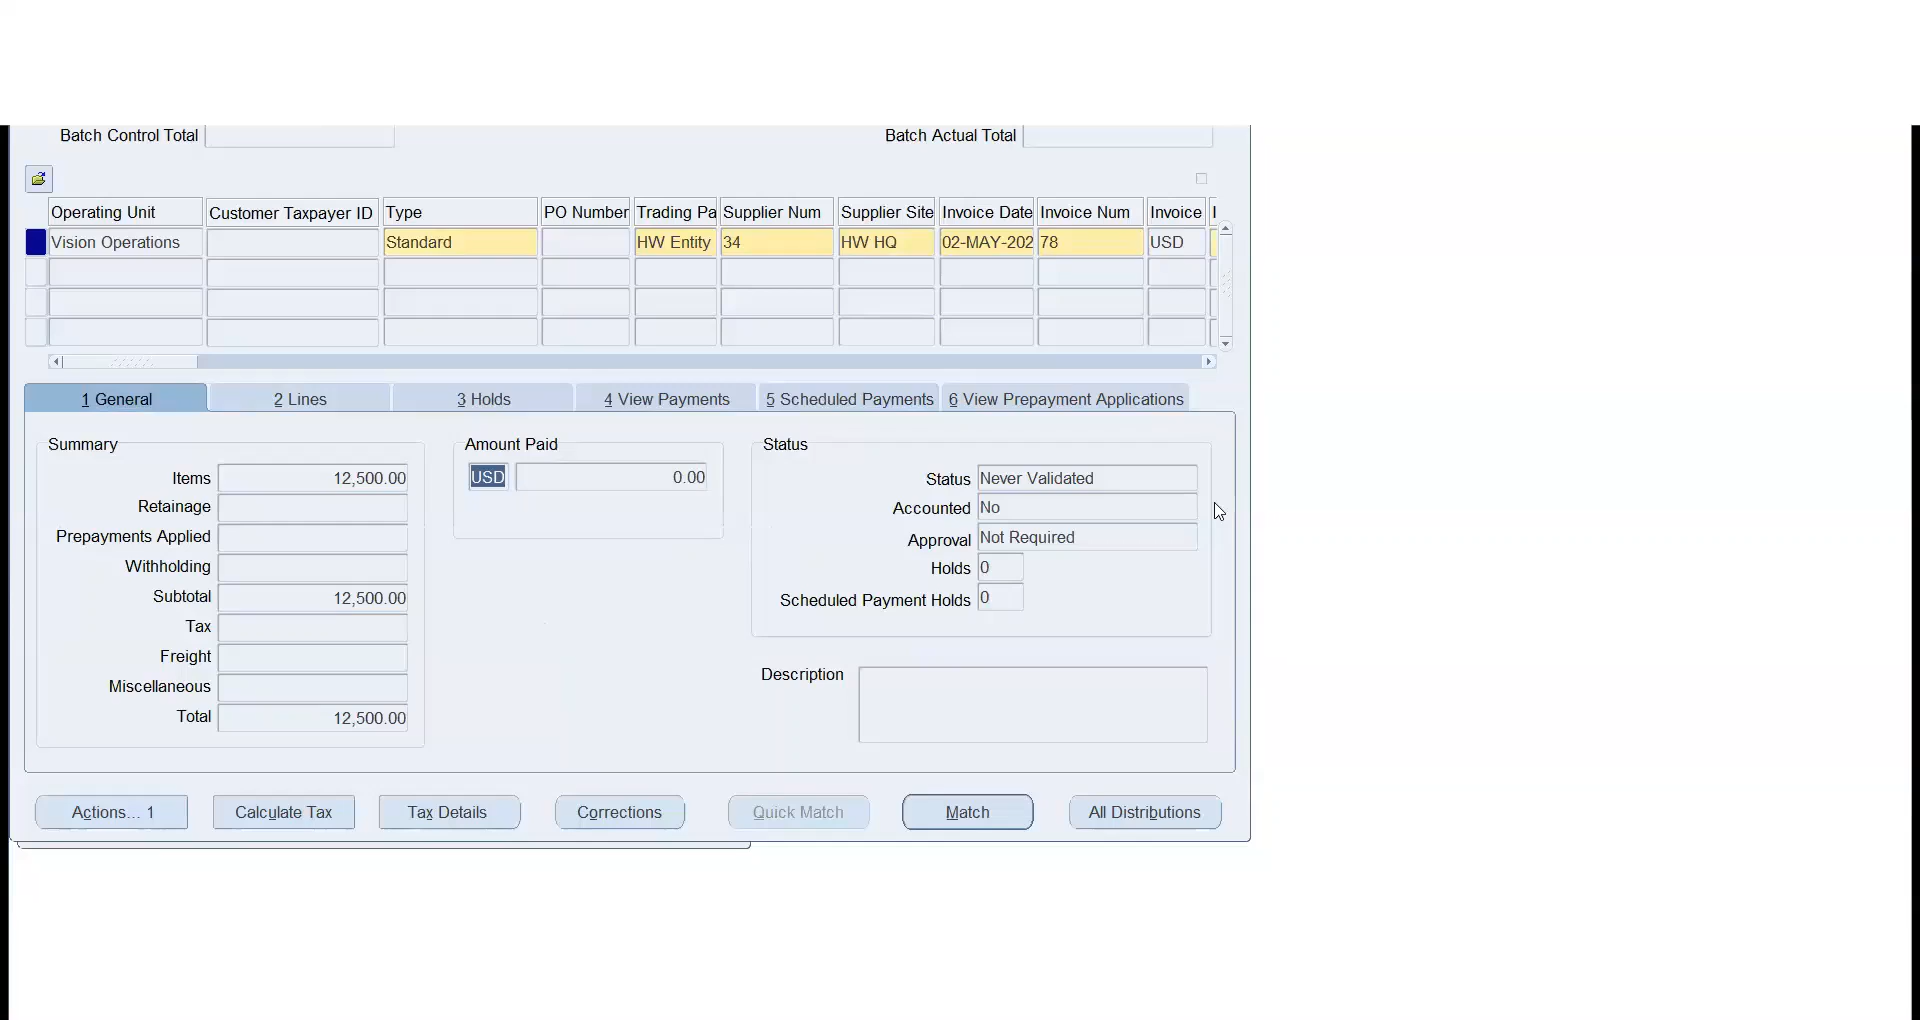 Batch Control Total Batch Actual Total
Operating Unit Customer Taxpayer ID Type PO Number Trading Pa Supplier Num Supplier Site Invoice Date Invoice Num Invoice I
Vision Operations Standard HW Entity 34 HW HQ 02-MAY-202 78 USD
1 General 2 Lines 3 Holds 4 View Payments 5 Scheduled Payments 6 View Prepayment Applications
Summary Amount Paid Status
Items 12,500.00 USD 0.00 Status Never Validated
Retainage Accounted No
Prepayments Applied Approval Not Required
Withholding Holds 0
Subtotal 12,500.00 Scheduled Payment Holds 0
Tax
Freight
Miscellaneous Description
Total 12,500.00
Actions... 1 Calculate Tax Tax Details Corrections Quick Match Match All Distributions